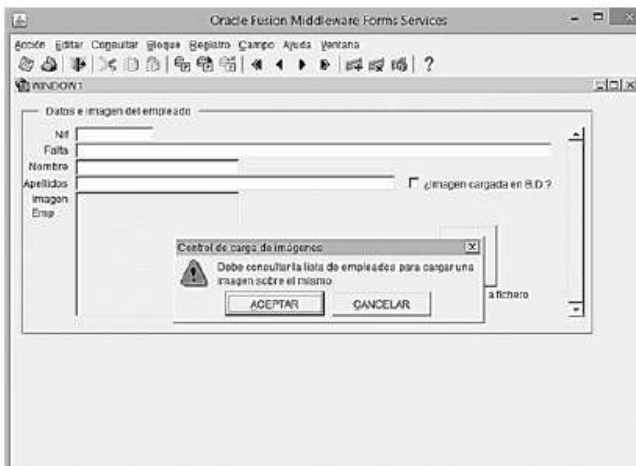 Oracle Fusion Middleware Forms Services
Acción Editar Consultar Bloque Registro Campo Ayuda Ventana
WINDOW1
Datos e imagen del empleado
Nif
Falta
Nombre
Apellidos
¿Imagen cargada en B.D.?
Imagen
Emp
Control de carga de imágenes
Debe consultar la lista de empleados para cargar una
imagen sobre el mismo
ACEPTAR CANCELAR
a fichero